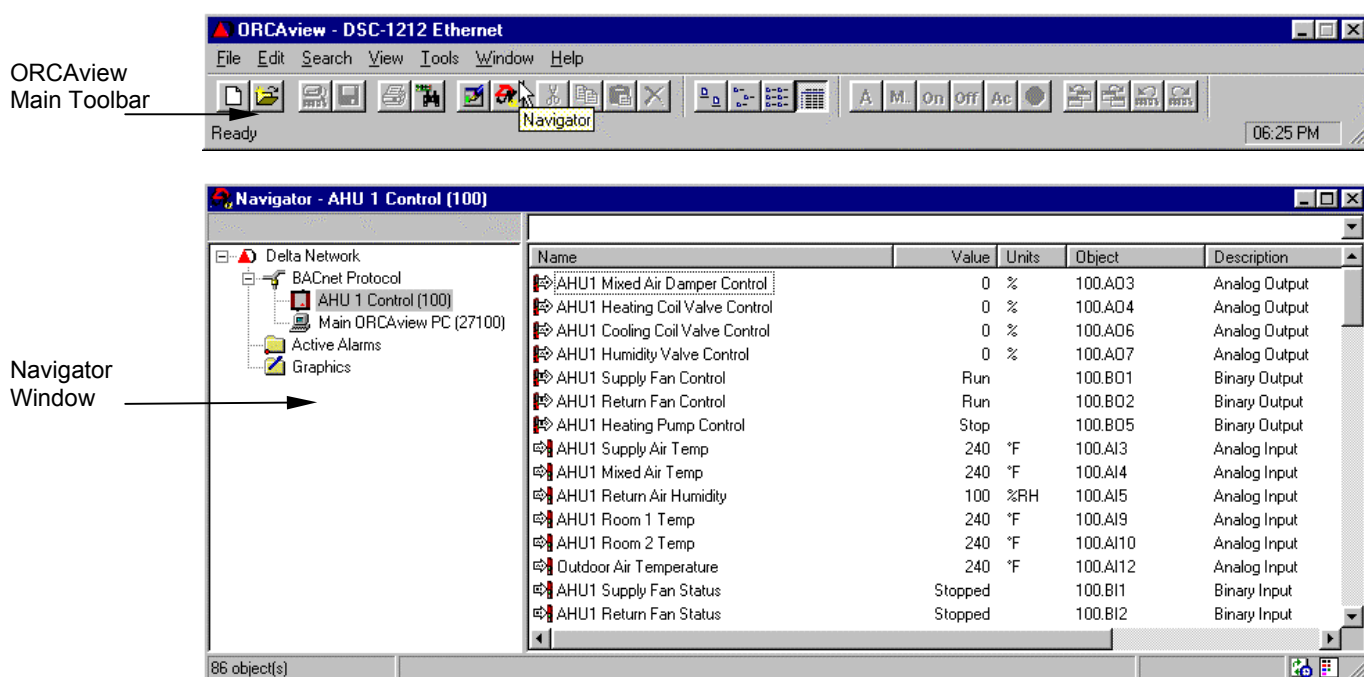 ORCAview - DSC-1212 Ethernet
File Edit Search View Tools Window Help
ORCAview
Main Toolbar
A M.. On Off Ac
Navigator
Ready
06:25 PM
Navigator - AHU 1 Control (100)
Navigator
Window
Delta Network
BACnet Protocol
AHU 1 Control (100)
Main ORCAview PC (27100)
Active Alarms
Graphics
Name Value Units Object Description
AHU1 Mixed Air Damper Control 0 % 100.AO3 Analog Output
AHU1 Heating Coil Valve Control 0 % 100.AO4 Analog Output
AHU1 Cooling Coil Valve Control 0 % 100.AO6 Analog Output
AHU1 Humidity Valve Control 0 % 100.AO7 Analog Output
AHU1 Supply Fan Control Run 100.BO1 Binary Output
AHU1 Return Fan Control Run 100.BO2 Binary Output
AHU1 Heating Pump Control Stop 100.BO5 Binary Output
AHU1 Supply Air Temp 240 °F 100.AI3 Analog Input
AHU1 Mixed Air Temp 240 °F 100.AI4 Analog Input
AHU1 Return Air Humidity 100 %RH 100.AI5 Analog Input
AHU1 Room 1 Temp 240 °F 100.AI9 Analog Input
AHU1 Room 2 Temp 240 °F 100.AI10 Analog Input
Outdoor Air Temperature 240 °F 100.AI12 Analog Input
AHU1 Supply Fan Status Stopped 100.BI1 Binary Input
AHU1 Return Fan Status Stopped 100.BI2 Binary Input
86 object(s)